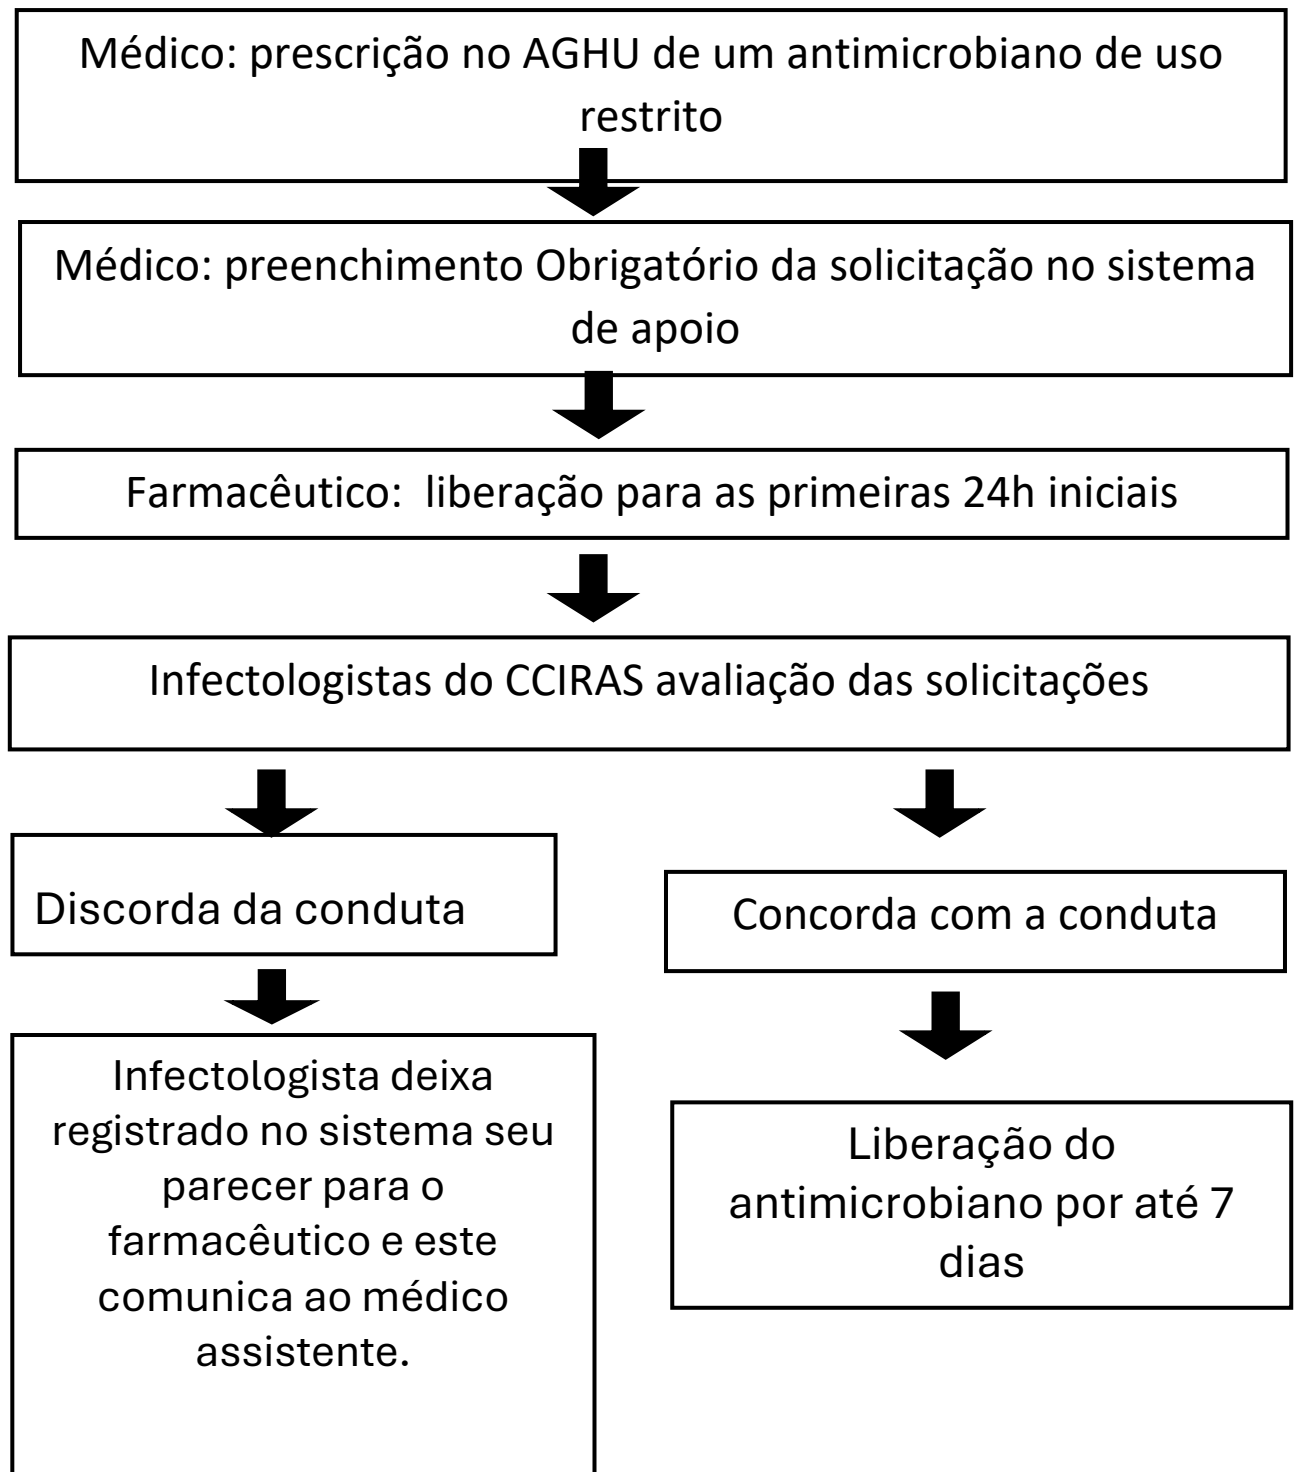 Médico: prescrição no AGHU de um antimicrobiano de uso
restrito
Médico: preenchimento Obrigatório da solicitação no sistema
de apoio
Farmacêutico: liberação para as primeiras 24h iniciais
Infectologistas do CCIRAS avaliação das solicitações
Discorda da conduta
Concorda com a conduta
Infectologista deixa
registrado no sistema seu
parecer para o
farmacêutico e este
comunica ao médico
assistente.
Liberação do
antimicrobiano por até 7
dias